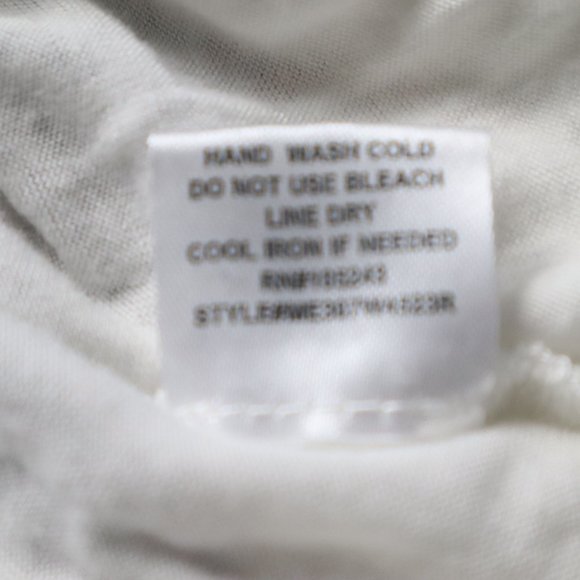 HAND WASH COLD
DO NOT USE BLEACH
LINE DRY
COOL IRON IF NEEDED